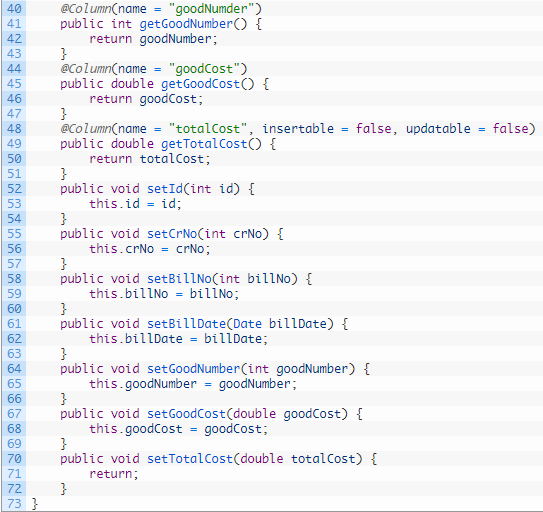 40     @Column(name = "goodNumder")
41     public int getGoodNumber() {
42         return goodNumber;
43     }
44     @Column(name = "goodCost")
45     public double getGoodCost() {
46         return goodCost;
47     }
48     @Column(name = "totalCost", insertable = false, updatable = false)
49     public double getTotalCost() {
50         return totalCost;
51     }
52     public void setId(int id) {
53         this.id = id;
54     }
55     public void setCrNo(int crNo) {
56         this.crNo = crNo;
57     }
58     public void setBillNo(int billNo) {
59         this.billNo = billNo;
60     }
61     public void setBillDate(Date billDate) {
62         this.billDate = billDate;
63     }
64     public void setGoodNumber(int goodNumber) {
65         this.goodNumber = goodNumber;
66     }
67     public void setGoodCost(double goodCost) {
68         this.goodCost = goodCost;
69     }
70     public void setTotalCost(double totalCost) {
71         return;
72     }
73 }